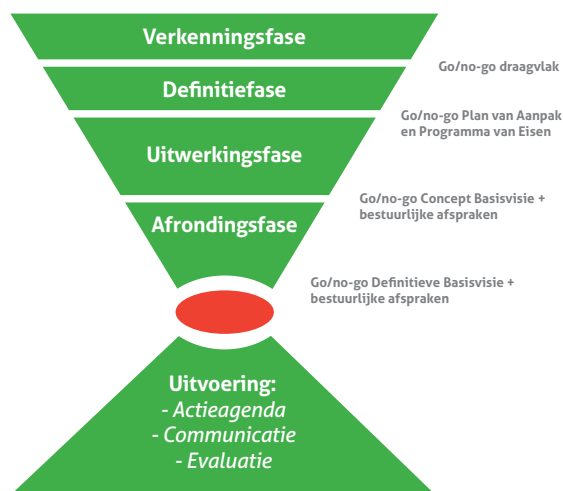 Verkenningsfase
Go/no-go draagvlak
Definitiefase
Go/no-go Plan van Aanpak
en Programma van Eisen
Uitwerkingsfase
Go/no-go Concept Basisvisie +
bestuurlijke afspraken
Afrondingsfase
Go/no-go Definitieve Basisvisie +
bestuurlijke afspraken
Uitvoering:
- Actieagenda
- Communicatie
- Evaluatie